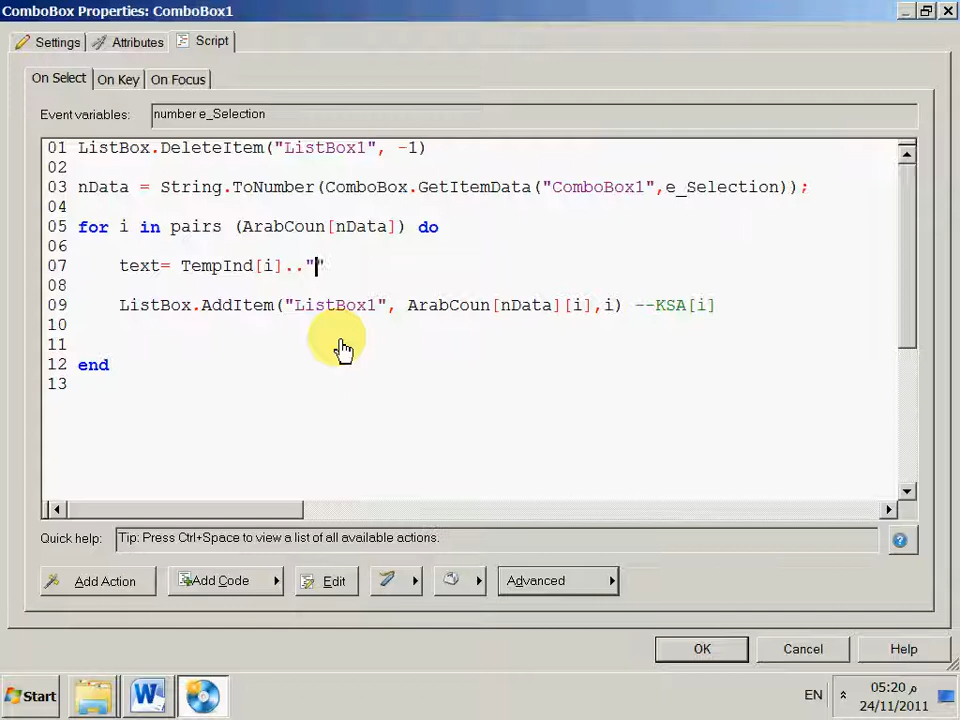 ComboBox Properties: ComboBox1
Settings Attributes Script
On Select On Key On Focus
Event variables: number e_Selection
01 ListBox.DeleteItem("ListBox1", -1)
02
03 nData = String.ToNumber(ComboBox.GetItemData("ComboBox1",e_Selection));
04
05 for i in pairs (ArabCoun[nData]) do
06
07 text= TempInd[i]..""
08
09 ListBox.AddItem("ListBox1", ArabCoun[nData][i],i) --KSA[i]
10
11
12 end
13
Quick help: Tip: Press Ctrl+Space to view a list of all available actions.
Add Action Add Code Edit Advanced
OK Cancel Help
Start EN 05:20 م
24/11/2011